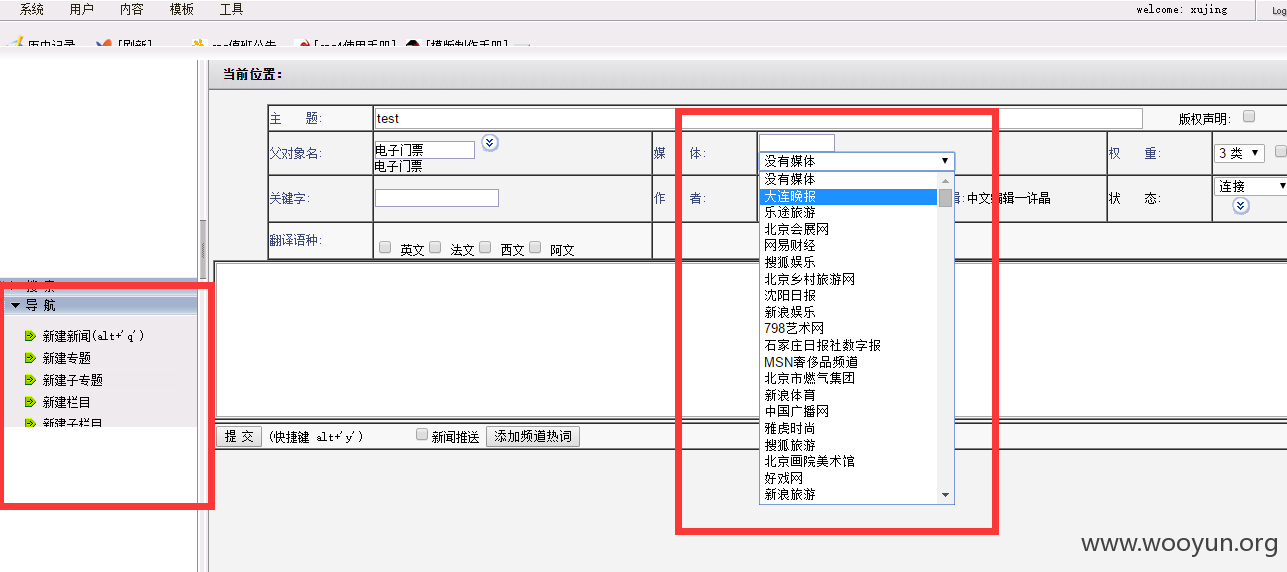 系统 用户 内容 模板 工具 welcome: xujing Log
历史记录 [刷新] [cms4使用手册] [模版制作手册]
当前位置：
主 题: test 版权声明:
父对象名: 电子门票 媒 体: 权 重: 3 类
电子门票
没有媒体
关键字: 作 者: 辑:中文编辑—许晶 状 态: 连接
翻译语种: 英文 法文 西文 阿文
没有媒体
大连晚报
乐途旅游
北京会展网
网易财经
搜狐娱乐
北京乡村旅游网
沈阳日报
新浪娱乐
798艺术网
石家庄日报社数字报
MSN奢侈品频道
北京市燃气集团
新浪体育
中国广播网
雅虎时尚
搜狐旅游
北京画院美术馆
好戏网
新浪旅游
搜 索
导 航
新建新闻(alt+'q')
新建专题
新建子专题
新建栏目
新建子栏目
提 交 (快捷键 alt+'y') 新闻推送 添加频道热词
www.wooyun.org